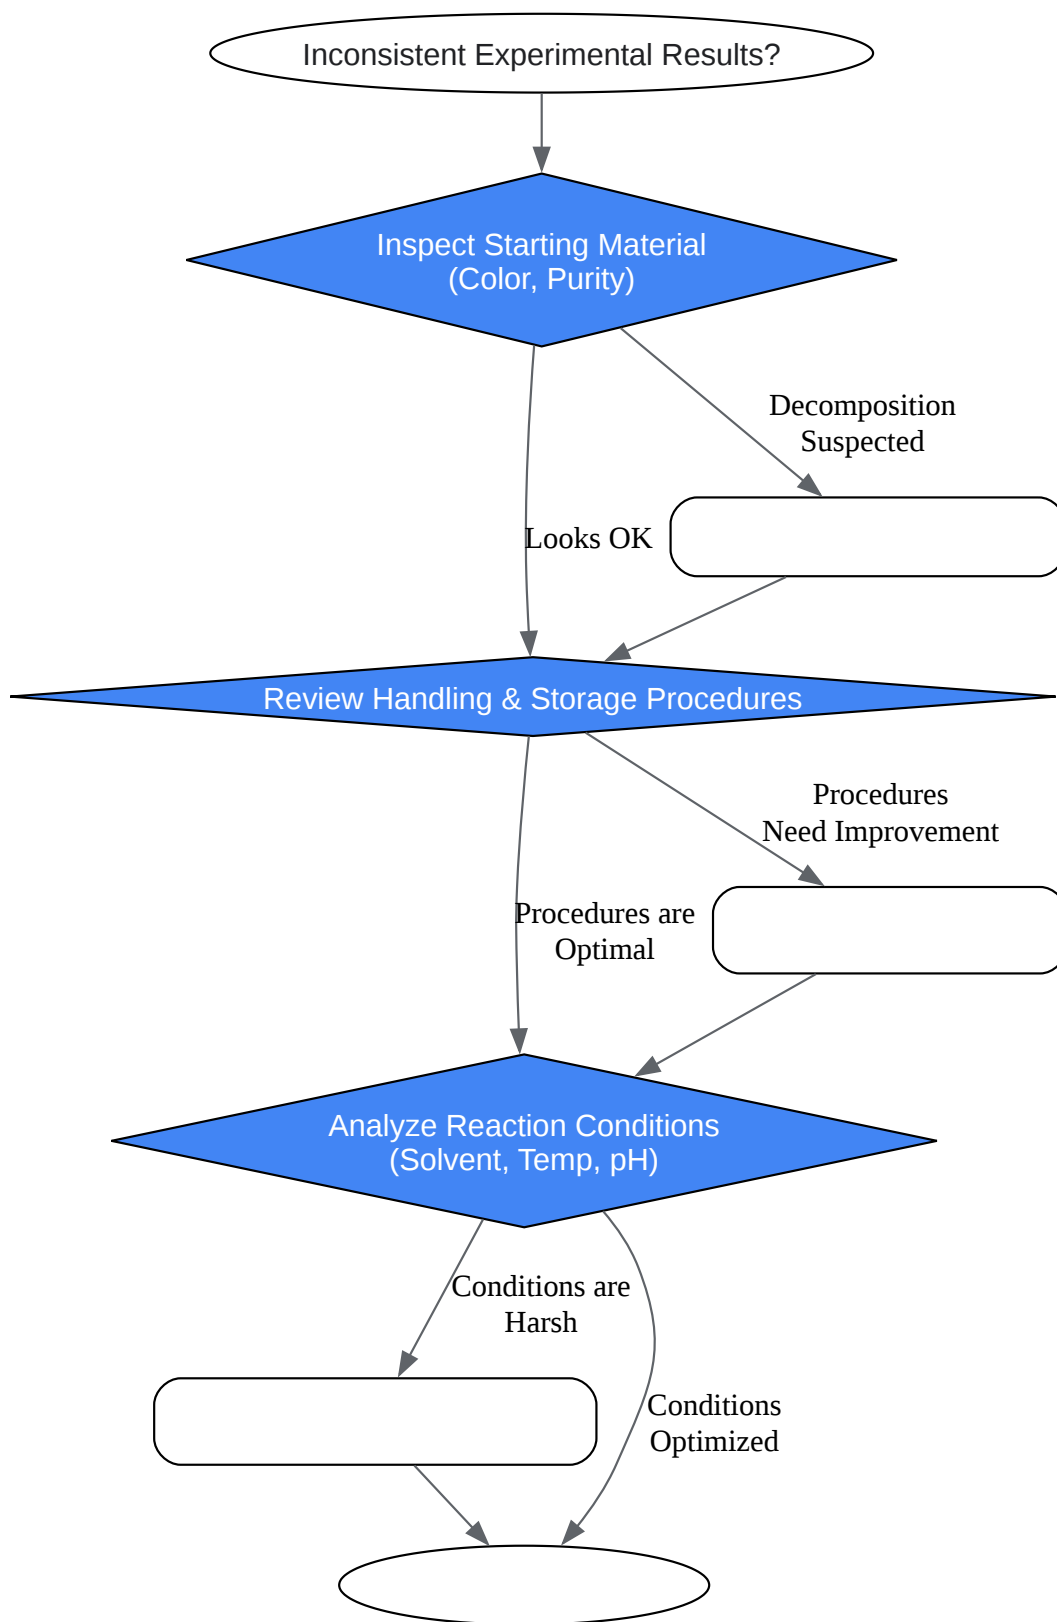 Inconsistent Experimental Results?
Inspect Starting Material
(Color, Purity)
Decomposition
Suspected
Looks OK
Review Handling & Storage Procedures
Procedures
Need Improvement
Procedures are
Optimal
Analyze Reaction Conditions
(Solvent, Temp, pH)
Conditions are
Harsh
Conditions
Optimized